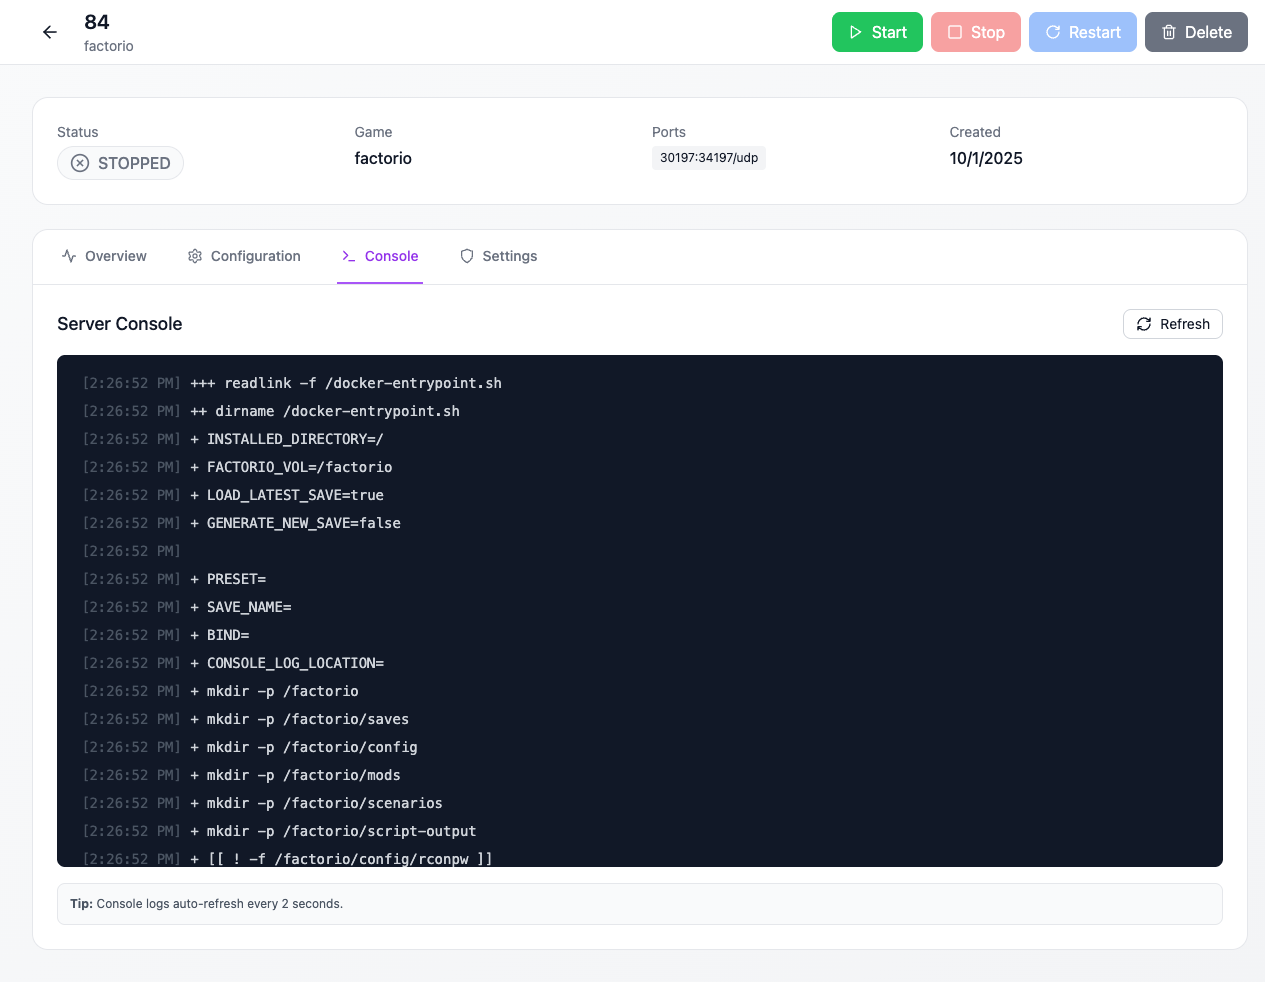 84
factorio
Start
Stop
Restart
Delete
Status
STOPPED
Game
factorio
Ports
30197:34197/udp
Created
10/1/2025
Overview
Configuration
Console
Settings
Server Console
Refresh
[2:26:52 PM] +++ readlink -f /docker-entrypoint.sh
[2:26:52 PM] ++ dirname /docker-entrypoint.sh
[2:26:52 PM] + INSTALLED_DIRECTORY=/
[2:26:52 PM] + FACTORIO_VOL=/factorio
[2:26:52 PM] + LOAD_LATEST_SAVE=true
[2:26:52 PM] + GENERATE_NEW_SAVE=false
[2:26:52 PM]
[2:26:52 PM] + PRESET=
[2:26:52 PM] + SAVE_NAME=
[2:26:52 PM] + BIND=
[2:26:52 PM] + CONSOLE_LOG_LOCATION=
[2:26:52 PM] + mkdir -p /factorio
[2:26:52 PM] + mkdir -p /factorio/saves
[2:26:52 PM] + mkdir -p /factorio/config
[2:26:52 PM] + mkdir -p /factorio/mods
[2:26:52 PM] + mkdir -p /factorio/scenarios
[2:26:52 PM] + mkdir -p /factorio/script-output
[2:26:52 PM] + [[ ! -f /factorio/config/rconpw ]]
Tip: Console logs auto-refresh every 2 seconds.